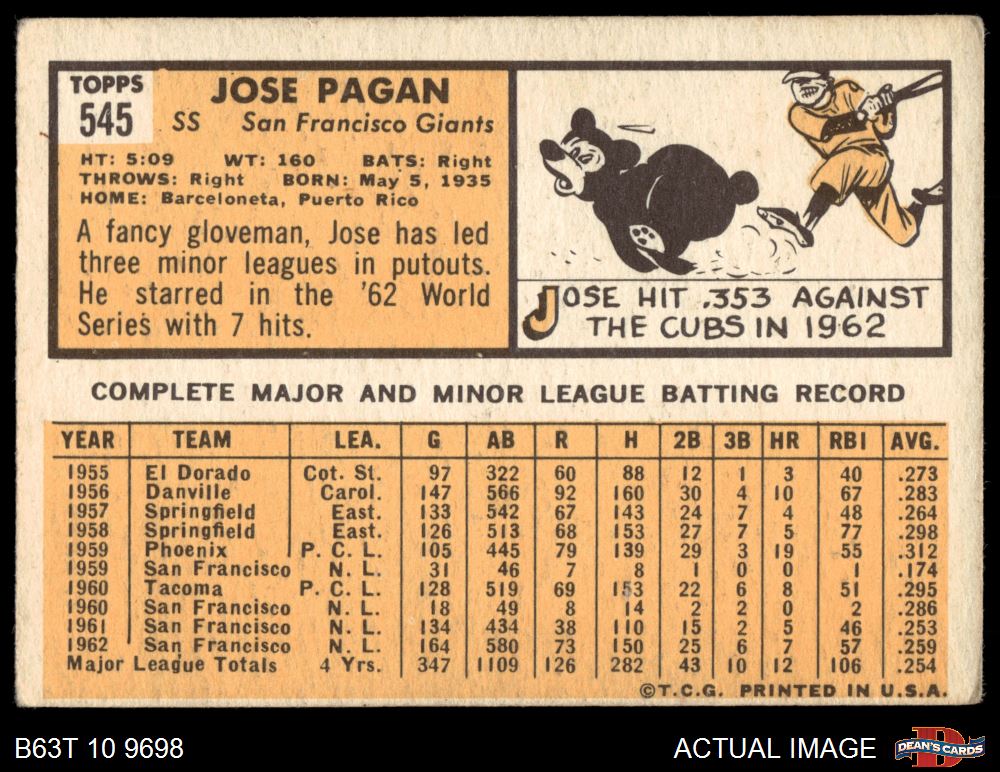 TOPPS
545
JOSE PAGAN
SS San Francisco Giants
HT: 5:09 WT: 160 BATS: Right
THROWS: Right BORN: May 5, 1935
HOME: Barceloneta, Puerto Rico
A fancy gloveman, Jose has led
three minor leagues in putouts.
He starred in the '62 World
Series with 7 hits.
JOSE HIT .353 AGAINST
THE CUBS IN 1962
COMPLETE MAJOR AND MINOR LEAGUE BATTING RECORD
YEAR TEAM LEA. G AB R H 2B 3B HR RBI AVG.
1955 El Dorado Cot. St. 97 322 60 88 12 1 3 40 .273
1956 Danville Carol. 147 566 92 160 30 4 10 67 .283
1957 Springfield East. 133 542 67 143 24 7 4 48 .264
1958 Springfield East. 126 513 68 153 27 7 5 77 .298
1959 Phoenix P. C. L. 105 445 79 139 29 3 19 55 .312
1959 San Francisco N. L. 31 46 7 8 1 0 0 1 .174
1960 Tacoma P. C. L. 128 519 69 153 22 6 8 51 .295
1960 San Francisco N. L. 18 49 8 14 2 2 0 2 .286
1961 San Francisco N. L. 134 434 38 110 15 2 5 46 .253
1962 San Francisco N. L. 164 580 73 150 25 6 7 57 .259
Major League Totals 4 Yrs. 347 1109 126 282 43 10 12 106 .254
©T.C.G. PRINTED IN U.S.A.
B63T 10 9698
ACTUAL IMAGE
DEAN'S CARDS